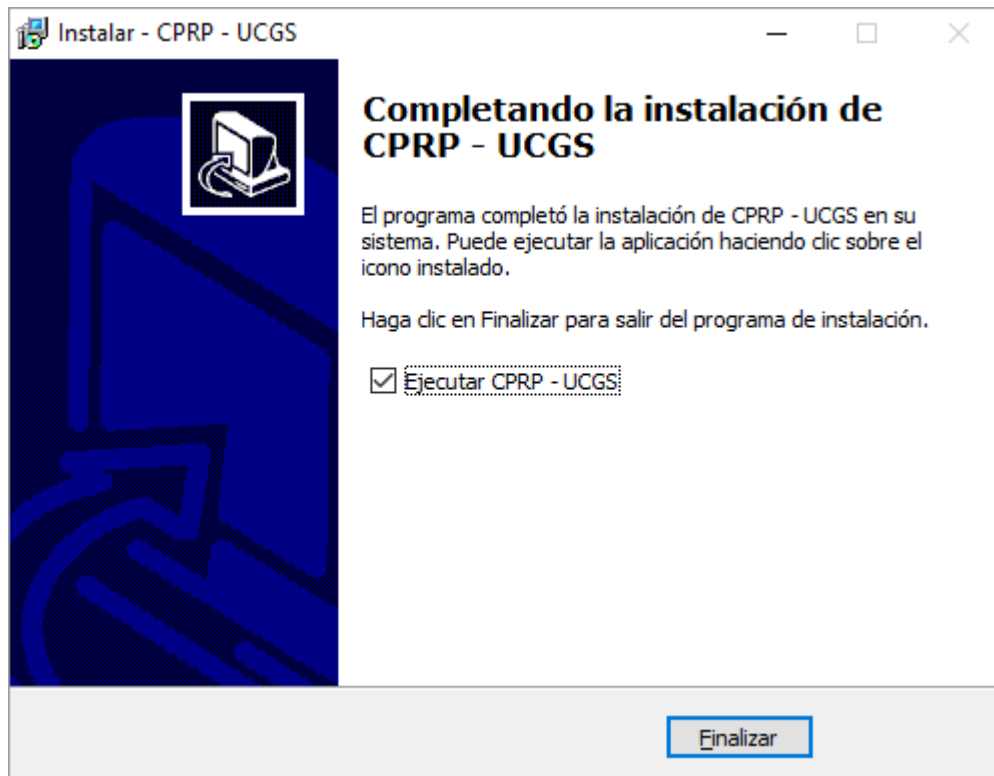 Instalar - CPRP - UCGS
Completando la instalación de
CPRP - UCGS
El programa completó la instalación de CPRP - UCGS en su
sistema. Puede ejecutar la aplicación haciendo clic sobre el
icono instalado.
Haga clic en Finalizar para salir del programa de instalación.
Ejecutar CPRP - UCGS
Finalizar